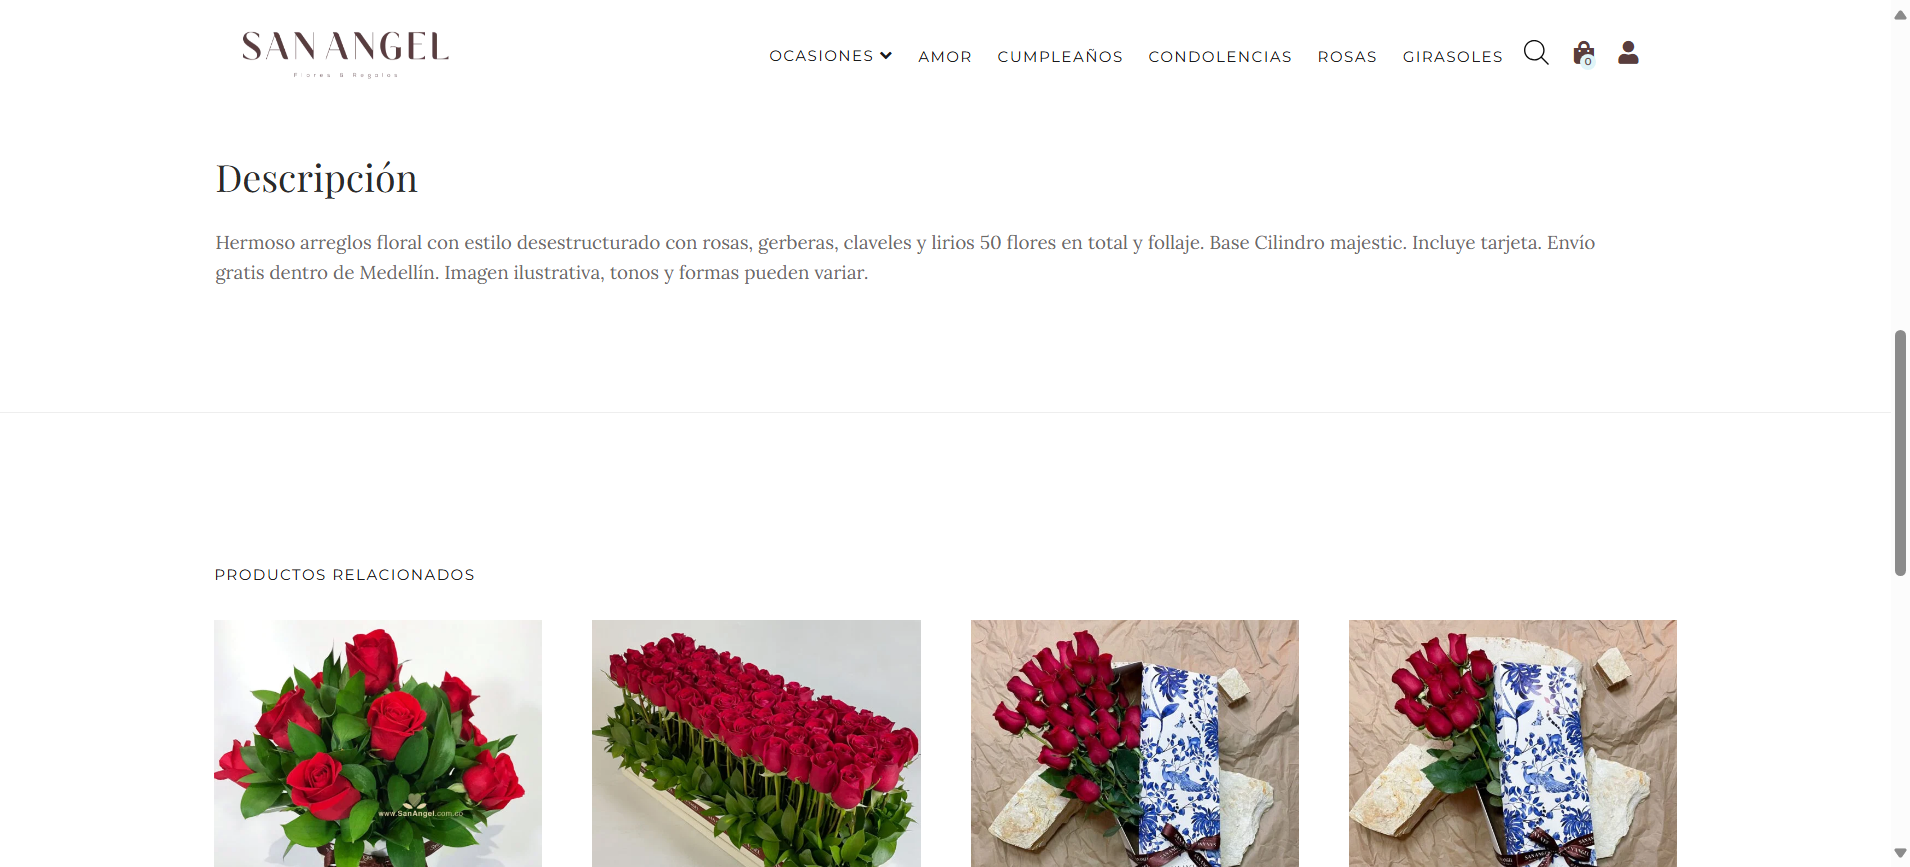 SAN ANGEL
Flores & Regalos
OCASIONES
AMOR
CUMPLEAÑOS
CONDOLENCIAS
ROSAS
GIRASOLES
0
Descripción
Hermoso arreglos floral con estilo desestructurado con rosas, gerberas, claveles y lirios 50 flores en total y follaje. Base Cilindro majestic. Incluye tarjeta. Envío
gratis dentro de Medellín. Imagen ilustrativa, tonos y formas pueden variar.
PRODUCTOS RELACIONADOS
www.SanAngel.com.co